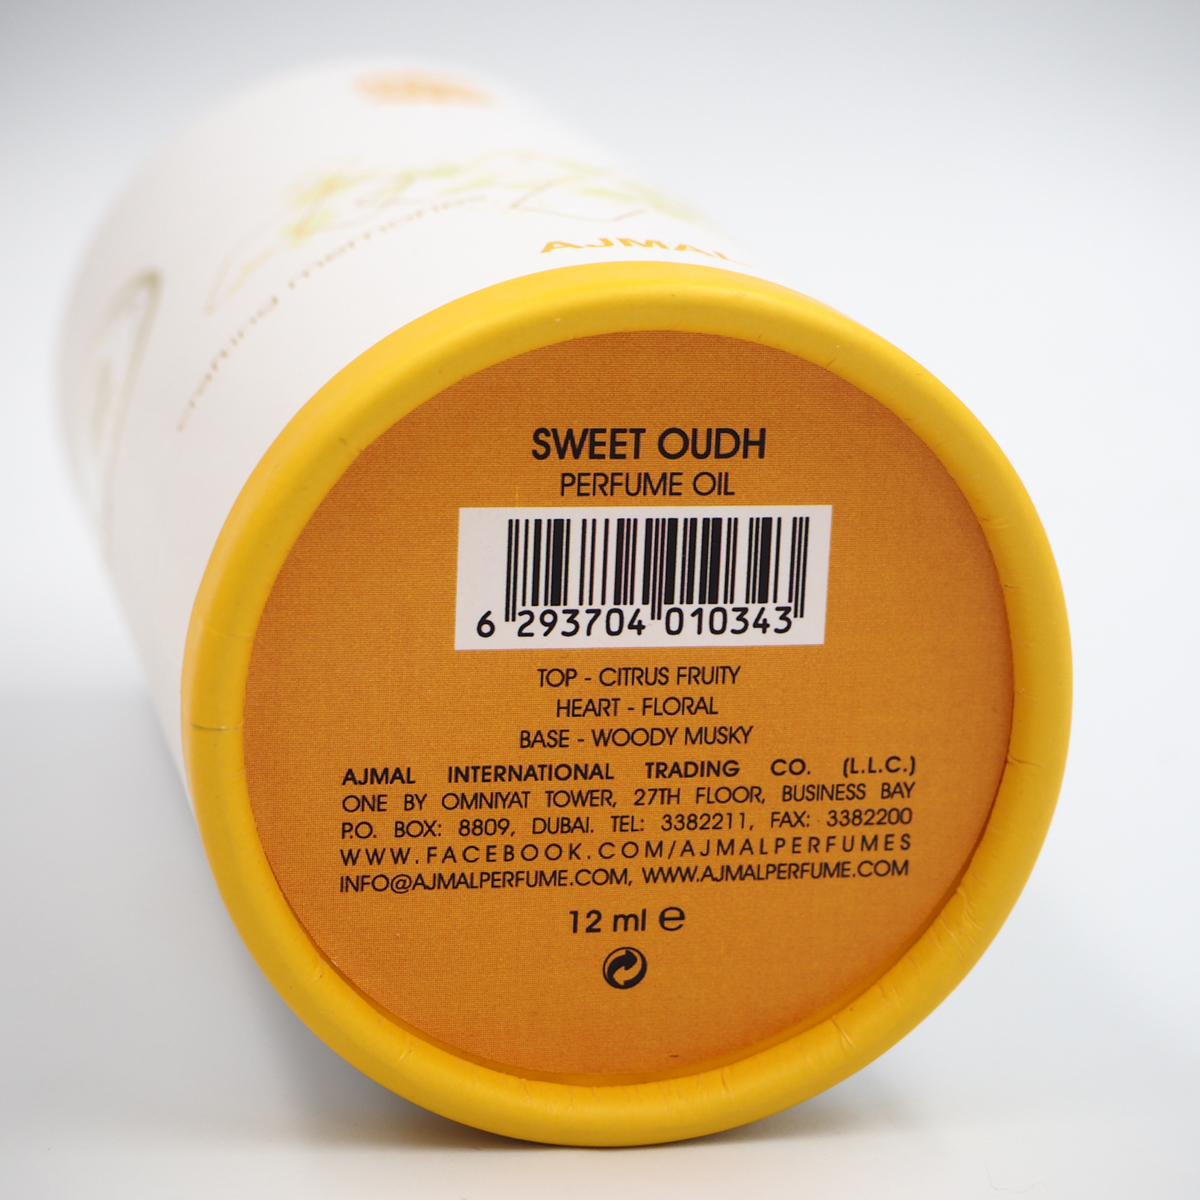 crafting memories
AJMAL
SWEET OUDH
PERFUME OIL
6 293704 010343
TOP - CITRUS FRUITY
HEART - FLORAL
BASE - WOODY MUSKY
AJMAL INTERNATIONAL TRADING CO. (L.L.C.)
ONE BY OMNIYAT TOWER, 27TH FLOOR, BUSINESS BAY
P.O. BOX: 8809, DUBAI. TEL: 3382211, FAX: 3382200
WWW.FACEBOOK.COM/AJMALPERFUMES
INFO@AJMALPERFUME.COM, WWW.AJMALPERFUME.COM
12 ml ℮